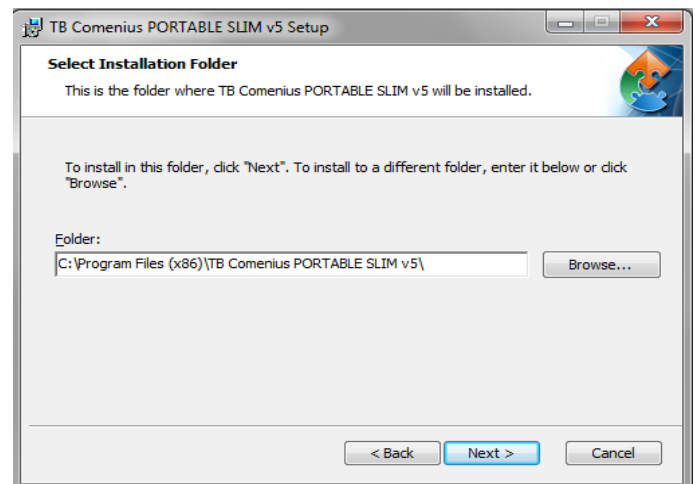 TB Comenius PORTABLE SLIM v5 Setup
Select Installation Folder
This is the folder where TB Comenius PORTABLE SLIM v5 will be installed.
To install in this folder, click "Next". To install to a different folder, enter it below or click
"Browse".
Folder:
C:\Program Files (x86)\TB Comenius PORTABLE SLIM v5\
Browse...
< Back
Next >
Cancel